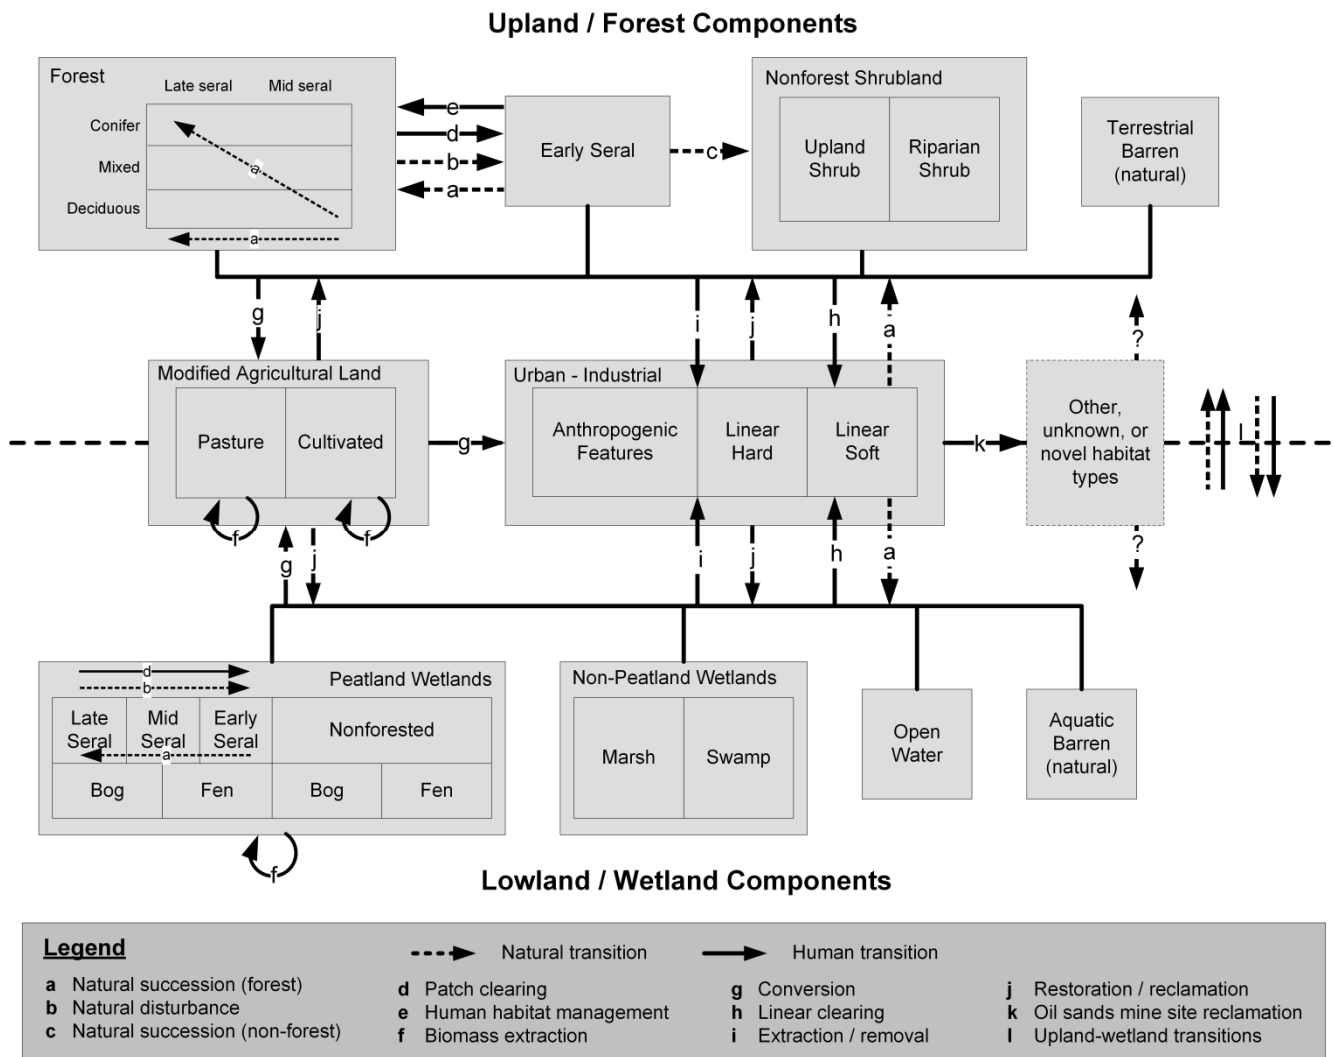 Upland / Forest Components
Forest
Late seral
Mid seral
Conifer
Mixed
Deciduous
a
a
e
d
b
a
Early Seral
c
Nonforest Shrubland
Upland
Shrub
Riparian
Shrub
Terrestrial
Barren
(natural)
g
j
i
j
h
a
?
Modified Agricultural Land
Pasture
Cultivated
f
f
g
Urban - Industrial
Anthropogenic
Features
Linear
Hard
Linear
Soft
k
Other,
unknown, or
novel habitat
types
l
g
j
i
j
h
a
?
d
b
Peatland Wetlands
Late
Seral
Mid
Seral
Early
Seral
a
Nonforested
Bog
Fen
Bog
Fen
f
Non-Peatland Wetlands
Marsh
Swamp
Open
Water
Aquatic
Barren
(natural)
Lowland / Wetland Components
Legend
Natural transition
Human transition
a Natural succession (forest)
b Natural disturbance
c Natural succession (non-forest)
d Patch clearing
e Human habitat management
f Biomass extraction
g Conversion
h Linear clearing
i Extraction / removal
j Restoration / reclamation
k Oil sands mine site reclamation
l Upland-wetland transitions